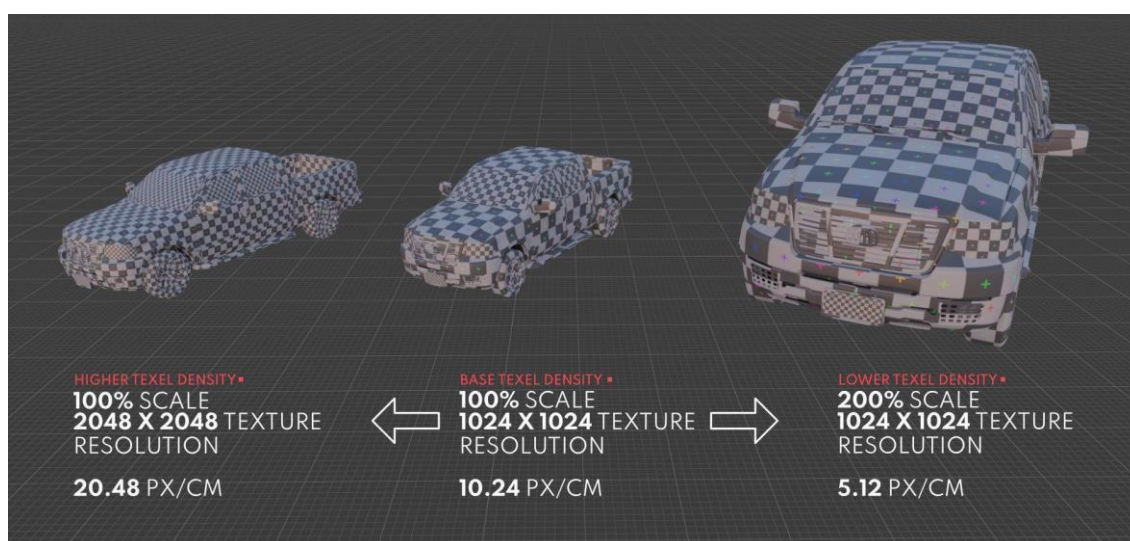 HIGHER TEXEL DENSITY
100% SCALE
2048 X 2048 TEXTURE
RESOLUTION
20.48 PX/CM
BASE TEXEL DENSITY
100% SCALE
1024 X 1024 TEXTURE
RESOLUTION
10.24 PX/CM
LOWER TEXEL DENSITY
200% SCALE
1024 X 1024 TEXTURE
RESOLUTION
5.12 PX/CM